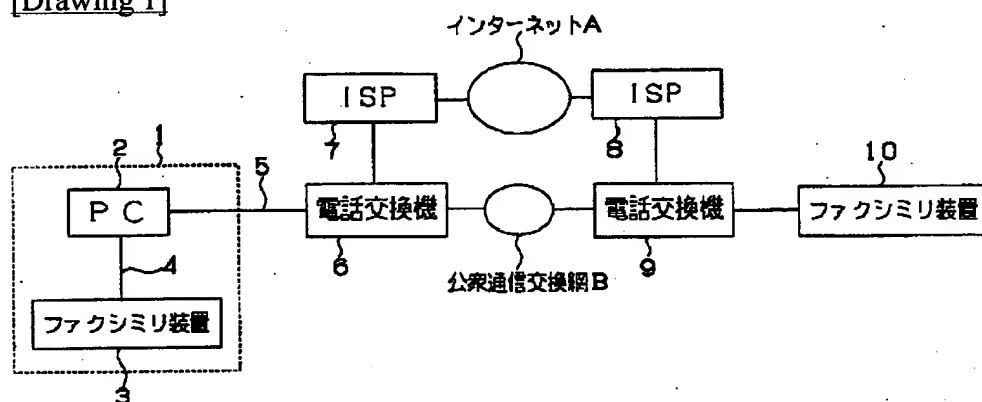 [Drawing 1]
インターネットA
ISP
ISP
7
8
1
2
5
10
PC
電話交換機
電話交換機
ファクシミリ装置
6
9
4
公衆通信交換網B
ファクシミリ装置
3